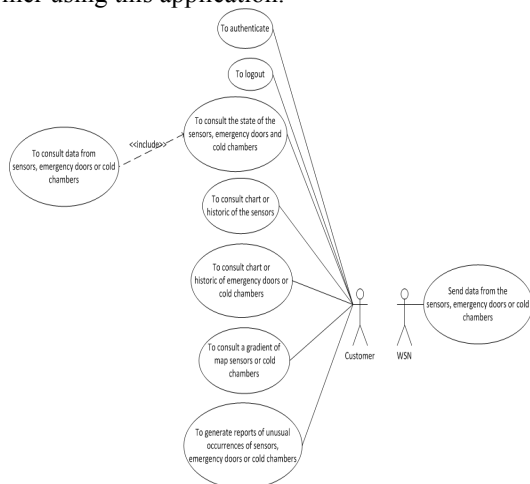 using this application.
To authenticate
To logout
To consult the state of the
sensors, emergency doors and
cold chambers
<<include>>
To consult data from
sensors, emergency doors or cold
chambers
To consult chart or
historic of the sensors
To consult chart or
historic of emergency doors or
cold chambers
To consult a gradient of
map sensors or cold
chambers
To generate reports of unusual
occurrences of sensors,
emergency doors or cold chambers
Customer
WSN
Send data from the
sensors, emergency doors or cold
chambers